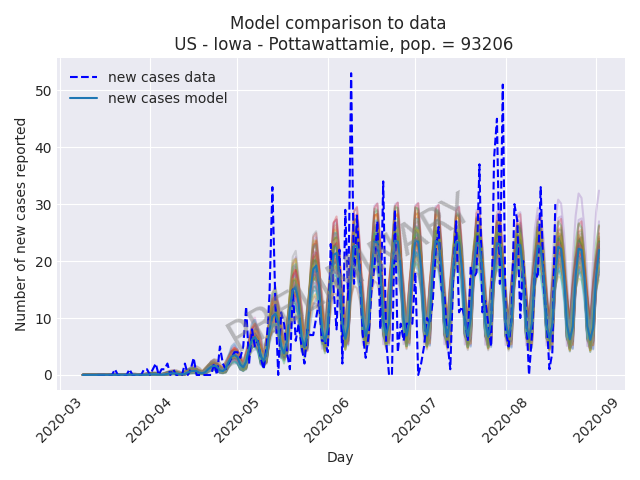 Model comparison to data
US - Iowa - Pottawattamie, pop. = 93206
new cases data
new cases model
PRELIMINARY
Number of new cases reported
50
40
30
20
10
0
2020-03
2020-04
2020-05
2020-06
2020-07
2020-08
2020-09
Day